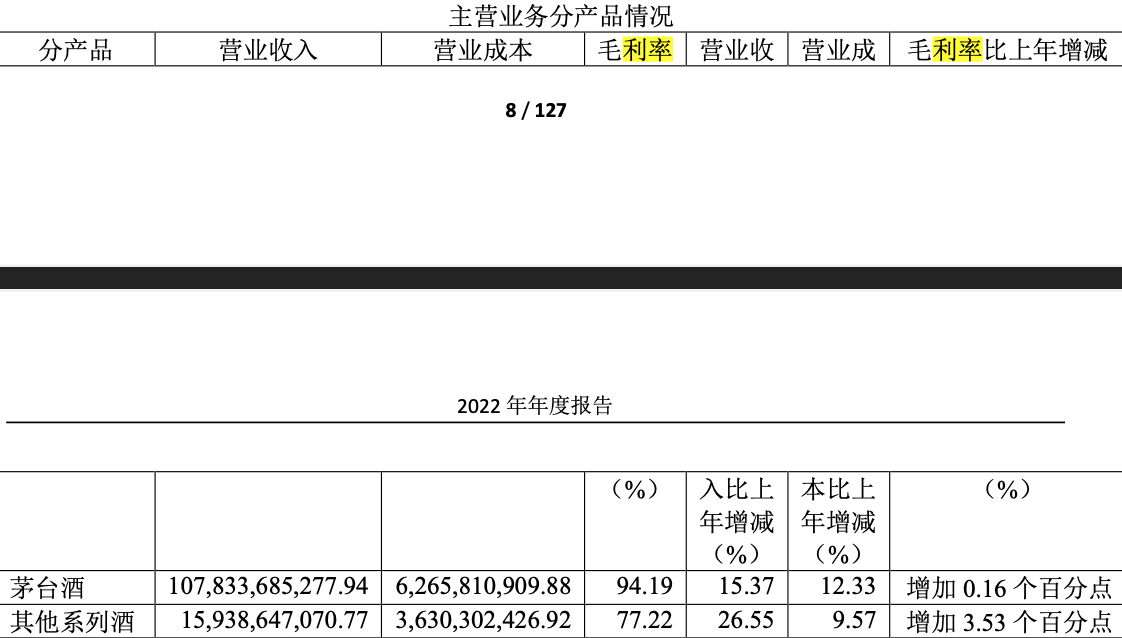 主营业务分产品情况
分产品 营业收入 营业成本 毛利率 营业收 营业成 毛利率比上年增减
8 / 127
2022 年年度报告
（%） 入比上 本比上 （%）
年增减 年增减
（%） （%）
茅台酒 107,833,685,277.94 6,265,810,909.88 94.19 15.37 12.33 增加 0.16 个百分点
其他系列酒 15,938,647,070.77 3,630,302,426.92 77.22 26.55 9.57 增加 3.53 个百分点